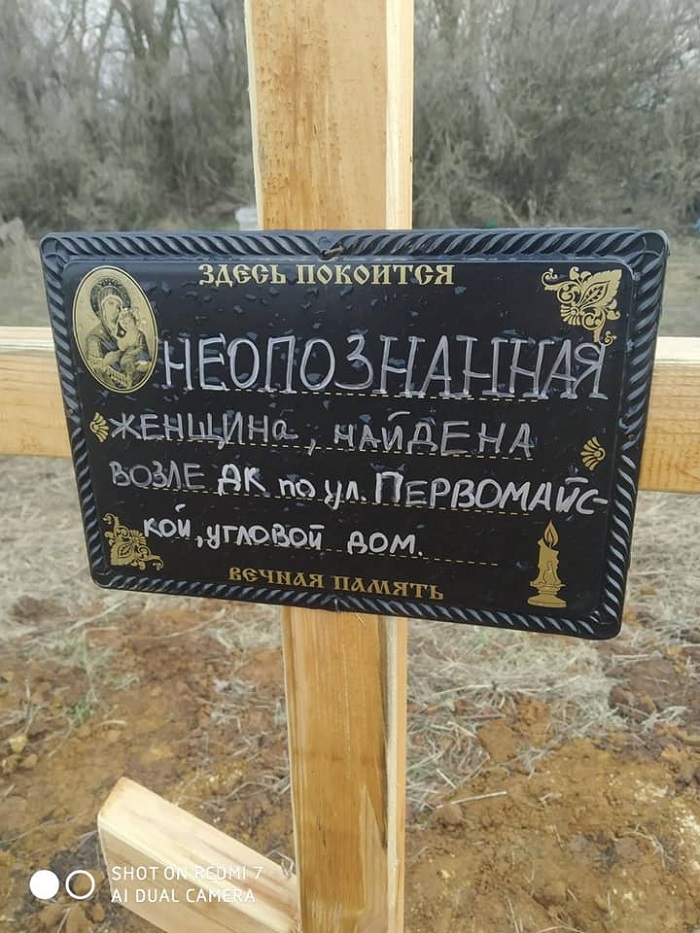 ЗДЕСЬ ПОКОИТСЯ
НЕОПОЗНАННАЯ
ЖЕНЩИНа, НАЙДЕНА
ВОЗЛЕ ДК по ул. ПЕРВОМАЙС-
кой, угловой дом.
ВЕЧНАЯ ПАМЯТЬ
SHOT ON REDMI 7
AI DUAL CAMERA